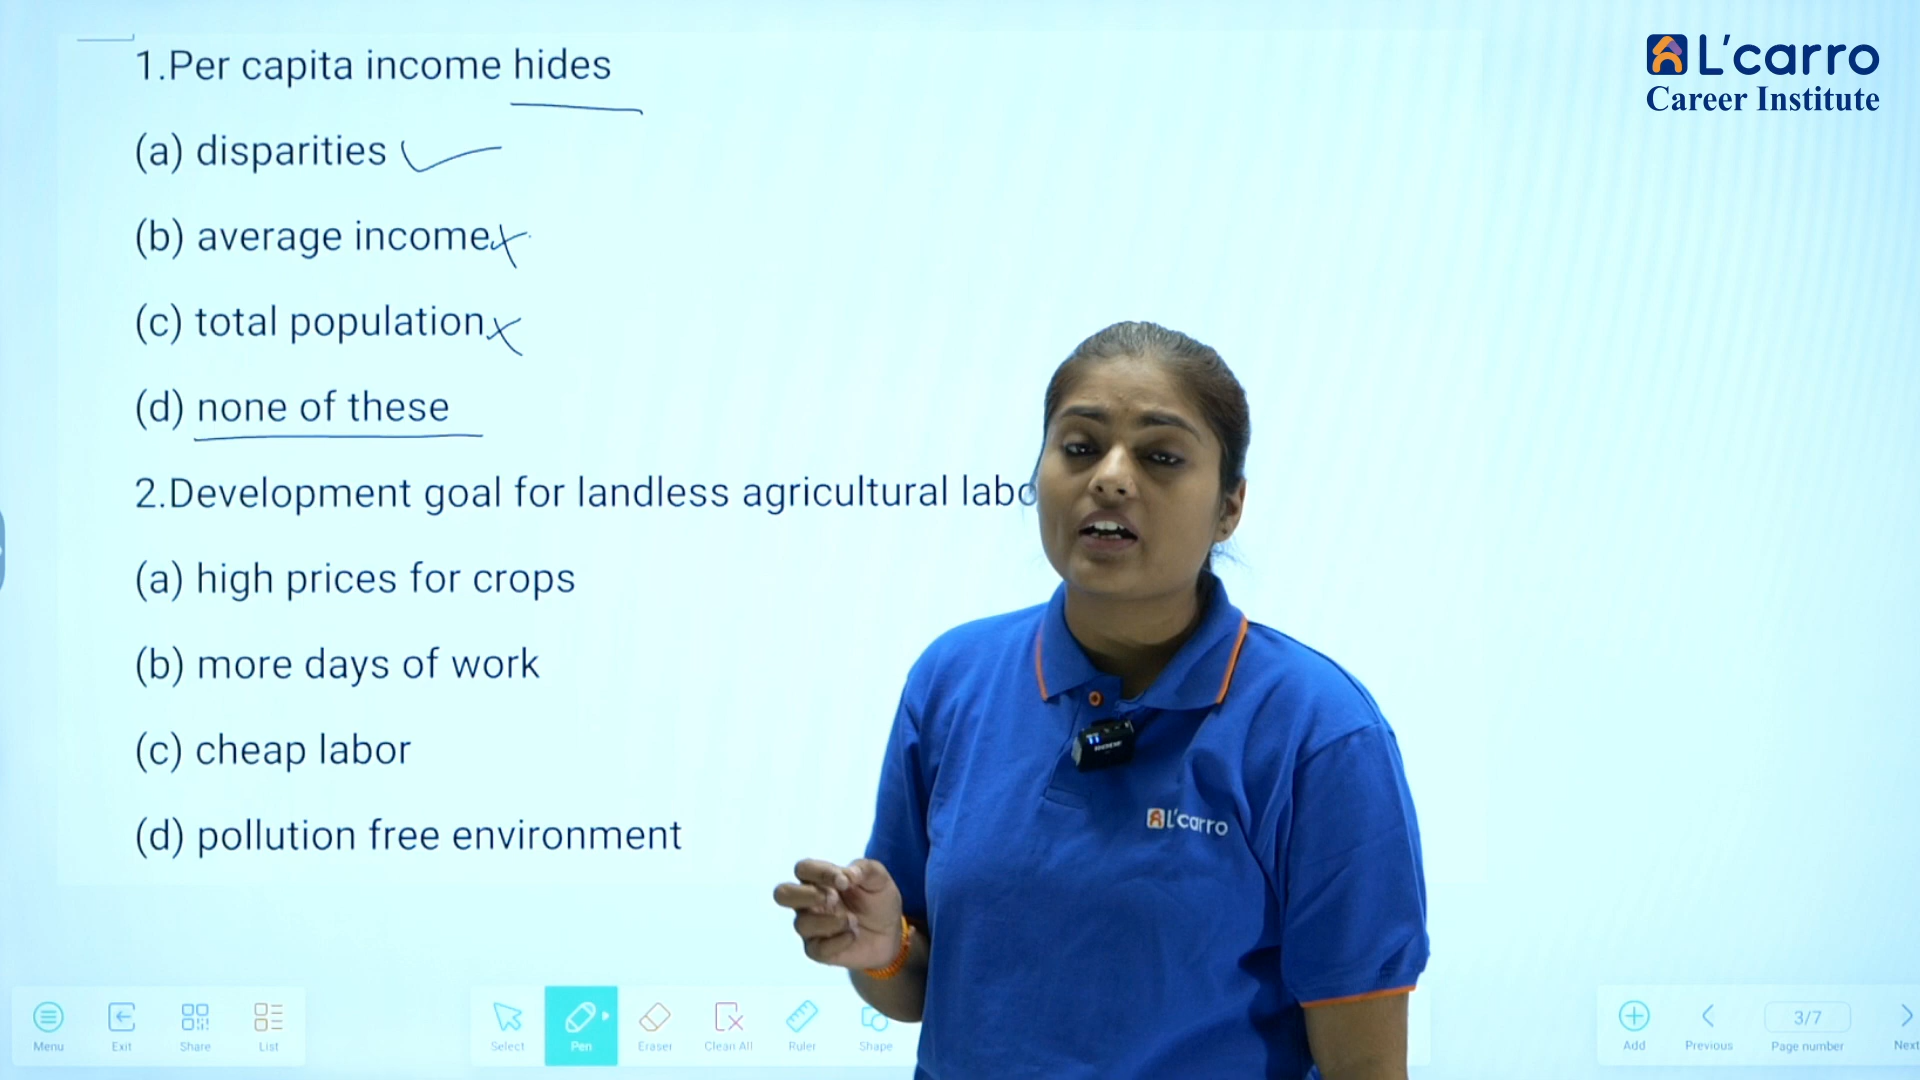 1.Per capita income hides
(a) disparities
(b) average income
(c) total population
(d) none of these
2.Development goal for landless agricultural labo
(a) high prices for crops
(b) more days of work
(c) cheap labor
(d) pollution free environment
L'carro
Career Institute
L'carro
Menu Exit Share List
Select Pen Eraser Clean All Ruler Shape
Add Previous 3/7 Page number Next